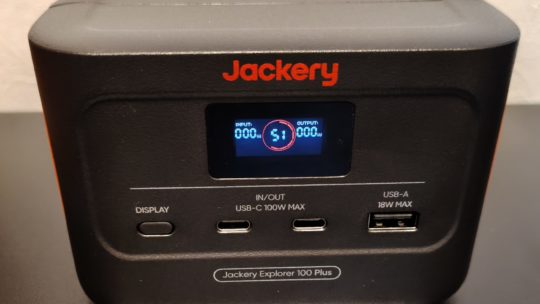 Jackery
INPUT: OUTPUT:
000W 51 000W
IN/OUT
USB-C 100W MAX
USB-A
18W MAX
DISPLAY
Jackery Explorer 100 Plus